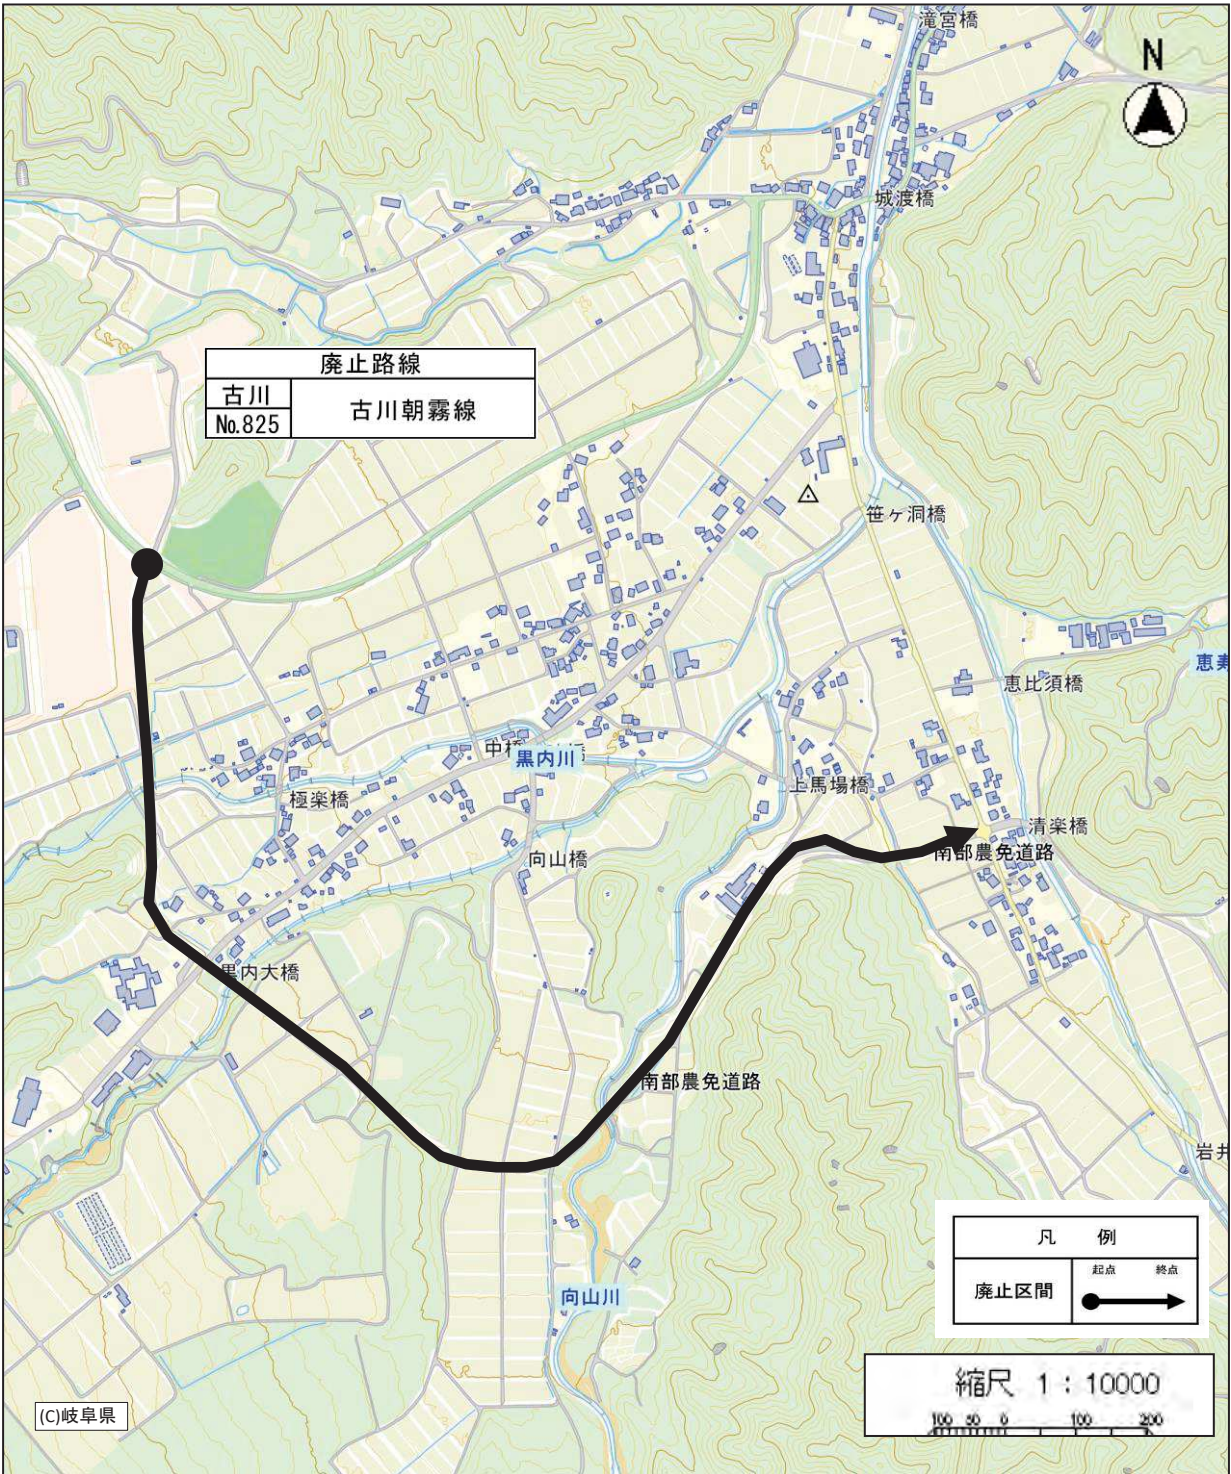 滝宮橋
N
城渡橋
廃止路線
古川
No.825
古川朝霧線
笹ヶ洞橋
恵比須橋
中橋
黒内川
上馬場橋
極楽橋
清楽橋
南部農免道路
向山橋
黒内大橋
南部農免道路
岩井
向山川
凡 例
廃止区間
起点 終点
縮尺 1：10000
100 50 0 100 200
(C)岐阜県